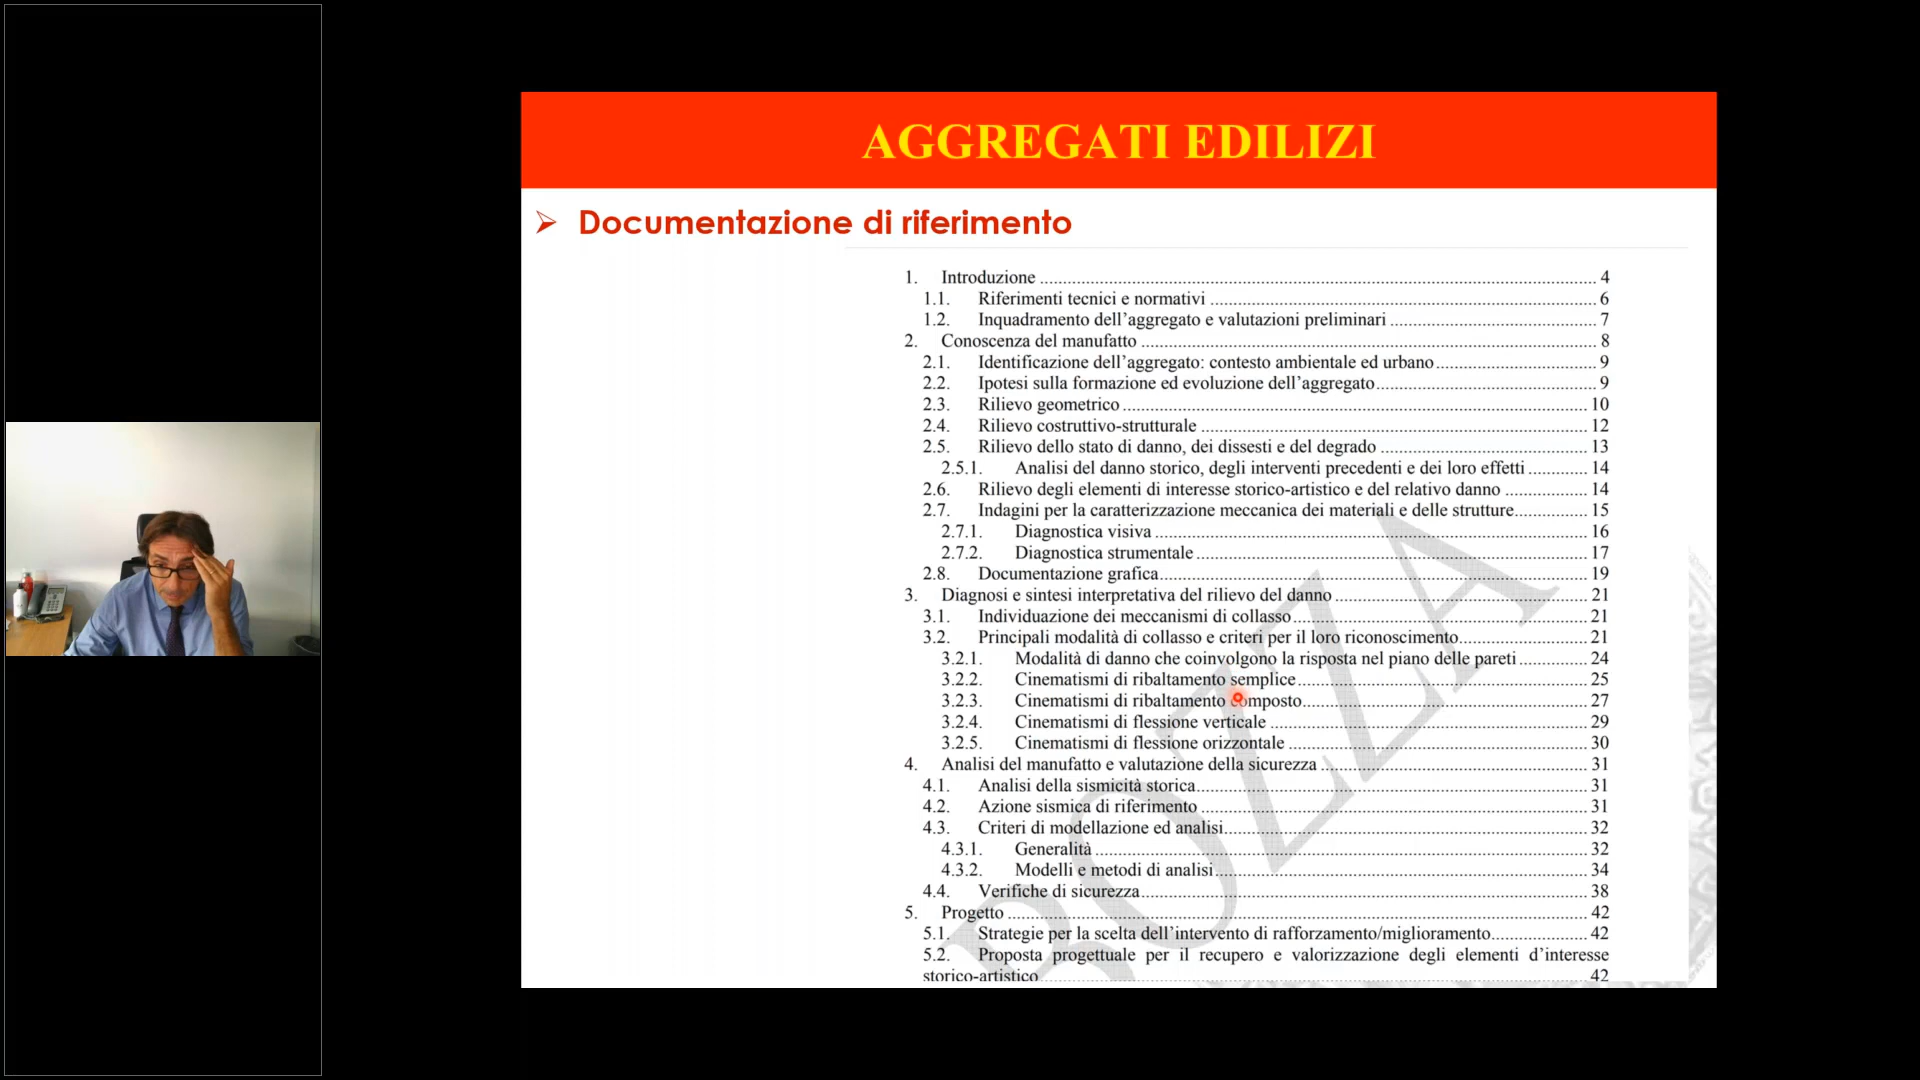 AGGREGATI EDILIZI
➢ Documentazione di riferimento
1. Introduzione ........ 4
1.1. Riferimenti tecnici e normativi ........ 6
1.2. Inquadramento dell’aggregato e valutazioni preliminari ........ 7
2. Conoscenza del manufatto ........ 8
2.1. Identificazione dell’aggregato: contesto ambientale ed urbano ........ 9
2.2. Ipotesi sulla formazione ed evoluzione dell’aggregato ........ 9
2.3. Rilievo geometrico ........ 10
2.4. Rilievo costruttivo-strutturale ........ 12
2.5. Rilievo dello stato di danno, dei dissesti e del degrado ........ 13
2.5.1. Analisi del danno storico, degli interventi precedenti e dei loro effetti ........ 14
2.6. Rilievo degli elementi di interesse storico-artistico e del relativo danno ........ 14
2.7. Indagini per la caratterizzazione meccanica dei materiali e delle strutture ........ 15
2.7.1. Diagnostica visiva ........ 16
2.7.2. Diagnostica strumentale ........ 17
2.8. Documentazione grafica ........ 19
3. Diagnosi e sintesi interpretativa del rilievo del danno ........ 21
3.1. Individuazione dei meccanismi di collasso ........ 21
3.2. Principali modalità di collasso e criteri per il loro riconoscimento ........ 21
3.2.1. Modalità di danno che coinvolgono la risposta nel piano delle pareti ........ 24
3.2.2. Cinematismi di ribaltamento semplice ........ 25
3.2.3. Cinematismi di ribaltamento composto ........ 27
3.2.4. Cinematismi di flessione verticale ........ 29
3.2.5. Cinematismi di flessione orizzontale ........ 30
4. Analisi del manufatto e valutazione della sicurezza ........ 31
4.1. Analisi della sismicità storica ........ 31
4.2. Azione sismica di riferimento ........ 31
4.3. Criteri di modellazione ed analisi ........ 32
4.3.1. Generalità ........ 32
4.3.2. Modelli e metodi di analisi ........ 34
4.4. Verifiche di sicurezza ........ 38
5. Progetto ........ 42
5.1. Strategie per la scelta dell’intervento di rafforzamento/miglioramento ........ 42
5.2. Proposta progettuale per il recupero e valorizzazione degli elementi d’interesse
storico-artistico ........ 42
BOZZA